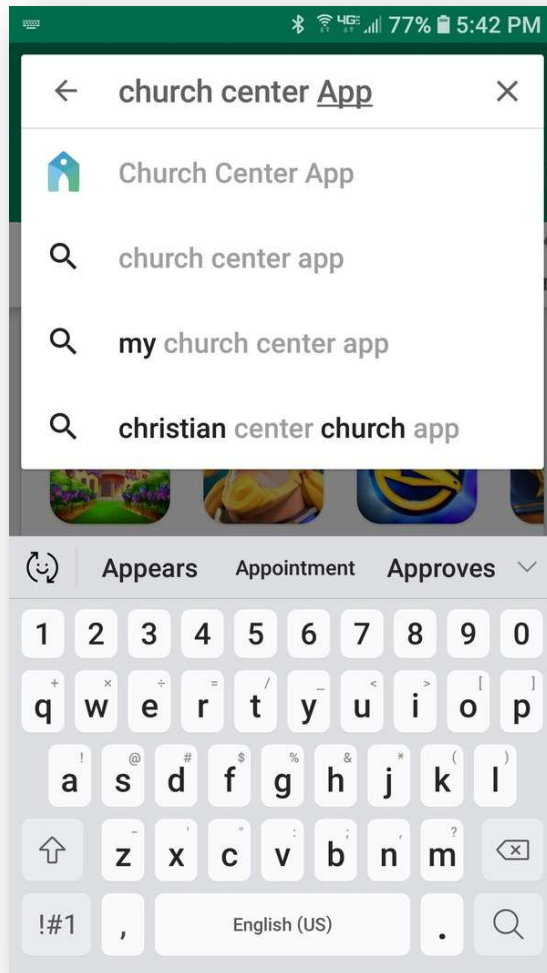 4G 77% 5:42 PM
church center App
Church Center App
church center app
my church center app
christian center church app
Appears Appointment Approves
1 2 3 4 5 6 7 8 9 0
+ × ÷ = / _ < > [ ]
q w e r t y u i o p
! @ # $ % & * ( )
a s d f g h j k l
- ' " : ; , ?
z x c v b n m
!#1 , English (US) .